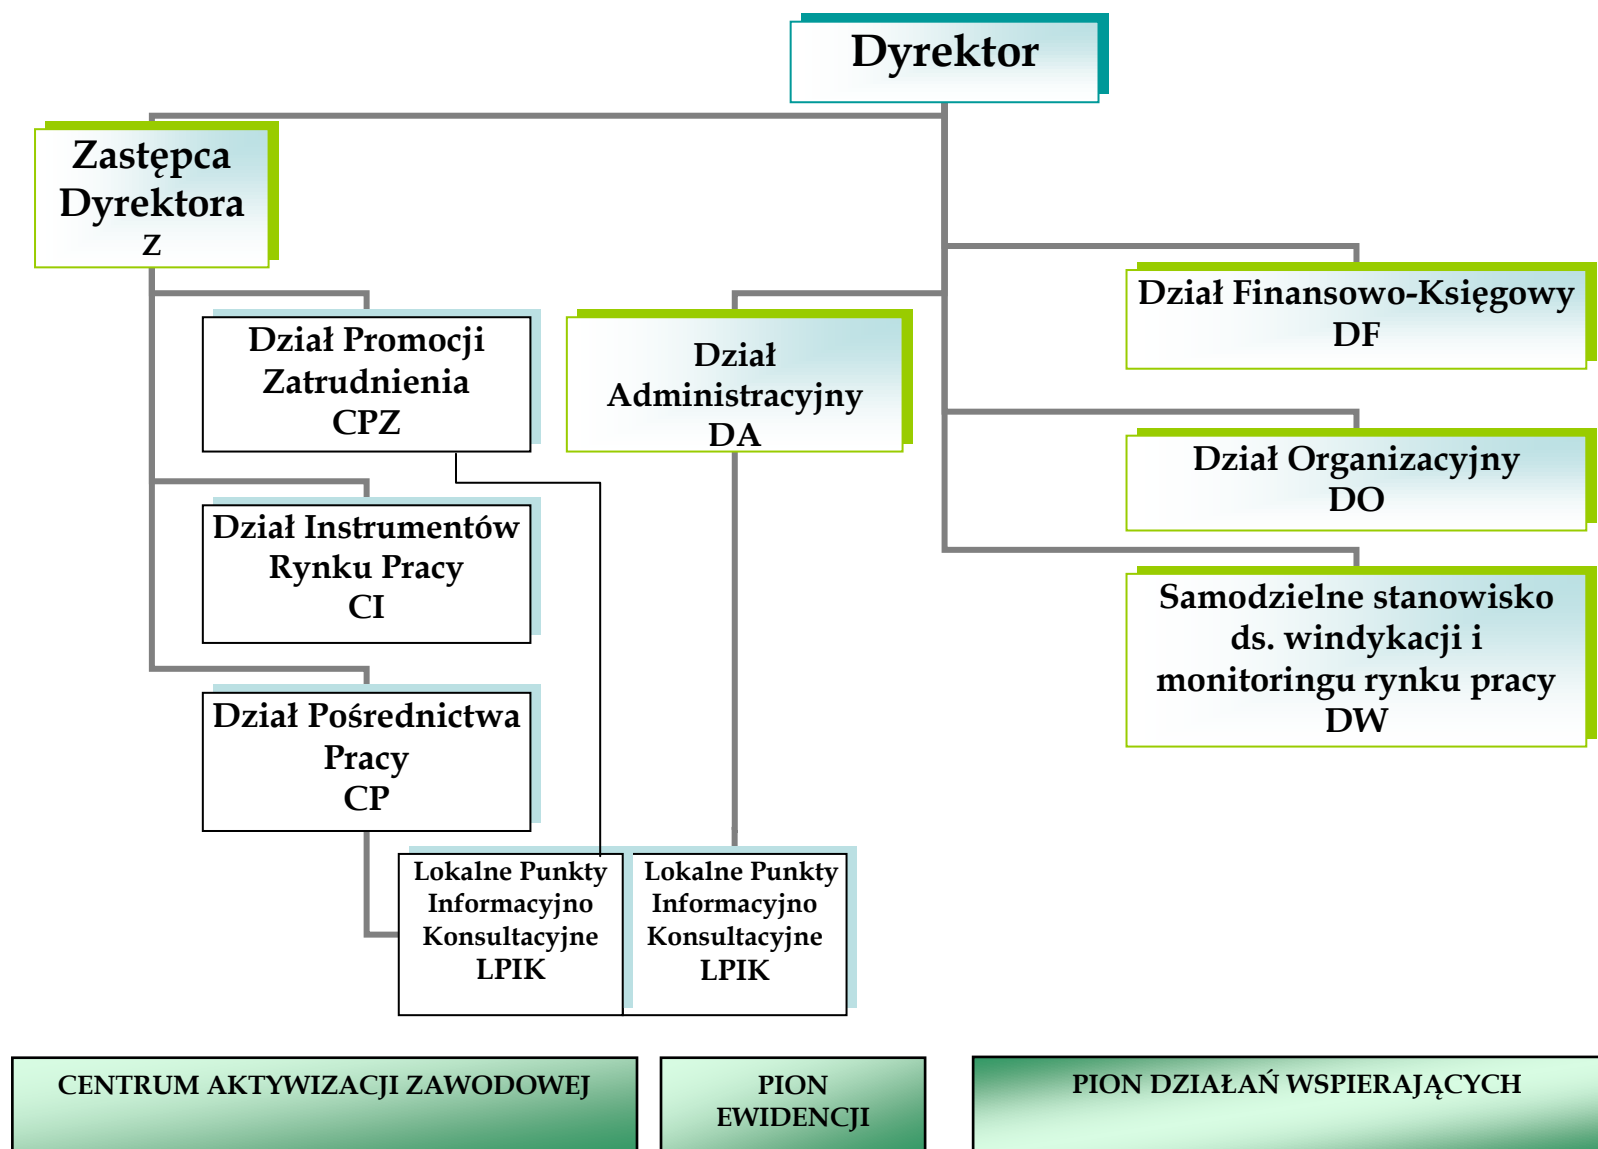 Dyrektor
Zastępca
Dyrektora
Z
Dział Finansowo-Księgowy
DF
Dział Promocji
Zatrudnienia
CPZ
Dział
Administracyjny
DA
Dział Organizacyjny
DO
Dział Instrumentów
Rynku Pracy
CI
Samodzielne stanowisko
ds. windykacji i
monitoringu rynku pracy
DW
Dział Pośrednictwa
Pracy
CP
Lokalne Punkty
Informacyjno
Konsultacyjne
LPIK
Lokalne Punkty
Informacyjno
Konsultacyjne
LPIK
CENTRUM AKTYWIZACJI ZAWODOWEJ
PION
EWIDENCJI
PION DZIAŁAŃ WSPIERAJĄCYCH